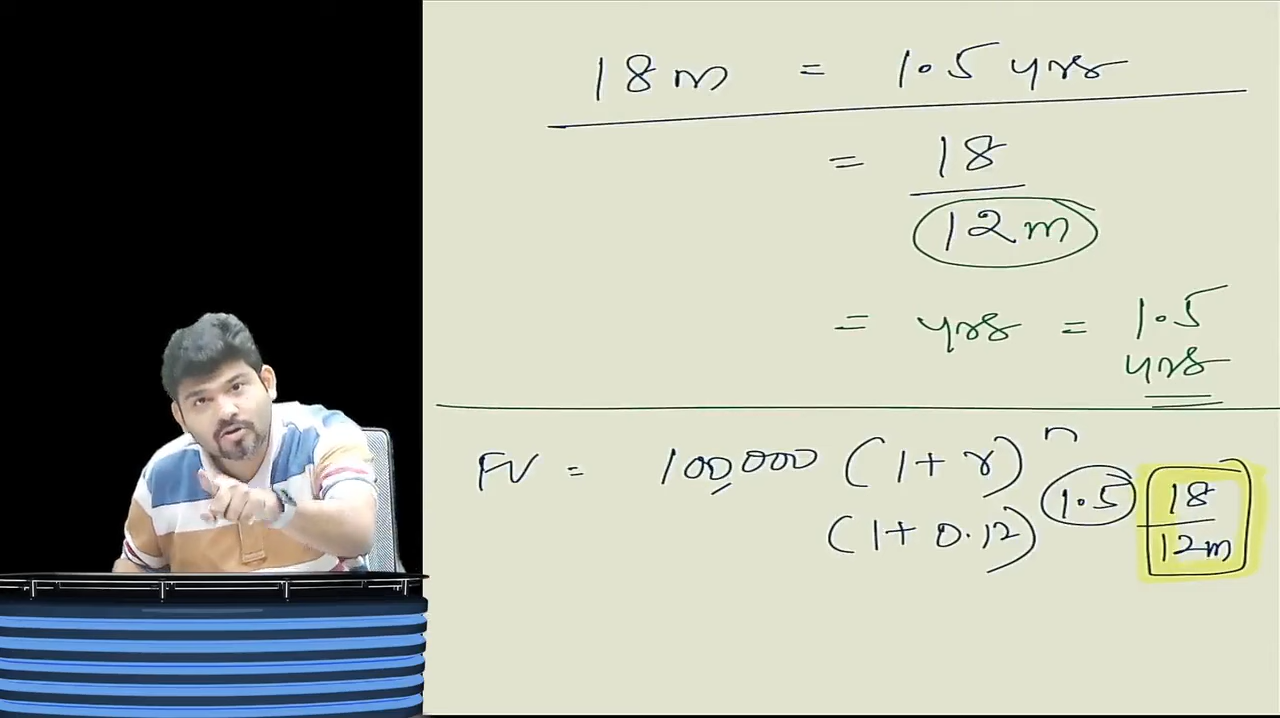 18m = 1.5 yrs
= 18
12m
= yrs = 1.5
yrs
FV = 100,000 (1+r)^n
(1+0.12)^1.5 18
12m